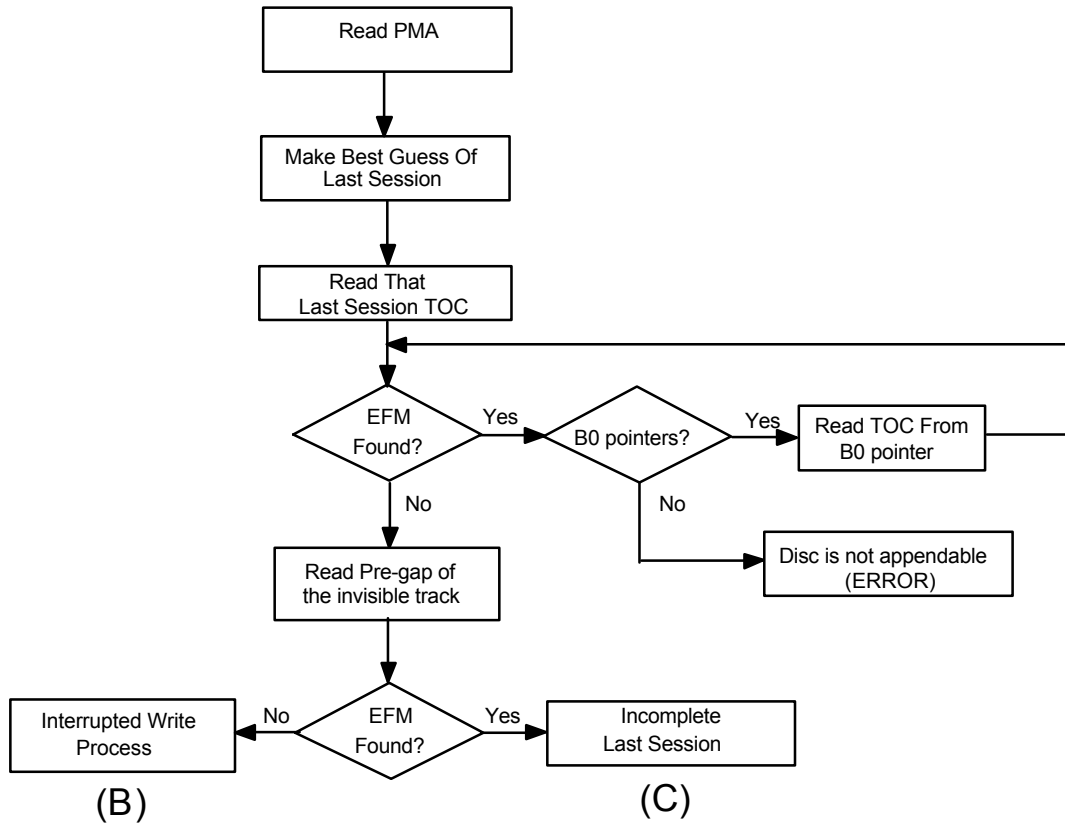 Read PMA
Make Best Guess Of
Last Session
Read That
Last Session TOC
EFM
Found?
Yes
B0 pointers?
Yes
Read TOC From
B0 pointer
No
No
Disc is not appendable
(ERROR)
Read Pre-gap of
the invisible track
Interrupted Write
Process
No
EFM
Found?
Yes
Incomplete
Last Session
(B)
(C)